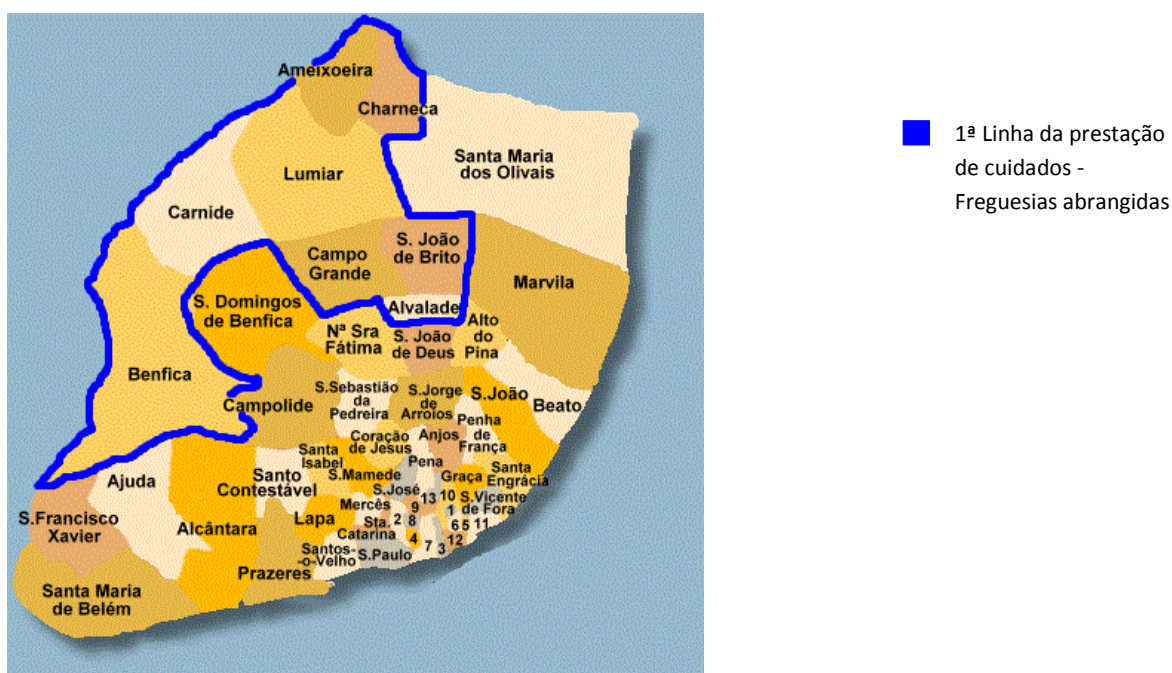 Ameixoeira
Charneca
Santa Maria
dos Olivais
Lumiar
Carnide
S. João
de Brito
Campo
Grande
Marvila
S. Domingos
de Benfica
Alvalade
Nª Sra
Fátima
S. João
de Deus
Alto
do
Pina
Benfica
Campolide
S.Sebastião
da
Pedreira
S.Jorge
de
Arroios
S.João
Beato
Penha
de
França
Anjos
Coração
de Jesus
Santa
Isabel
Pena
S.Mamede
Graça
Santa
Engrácia
Ajuda
Santo
Contestável
S.José
13
10
S.Vicente
de Fora
Mercês
9
1
Lapa
Sta.
Catarina
2
8
6
5
11
4
7
3
12
S.Francisco
Xavier
Alcântara
Santos-
-o-Velho
S.Paulo
Prazeres
Santa Maria
de Belém
1ª Linha da prestação
de cuidados -
Freguesias abrangidas